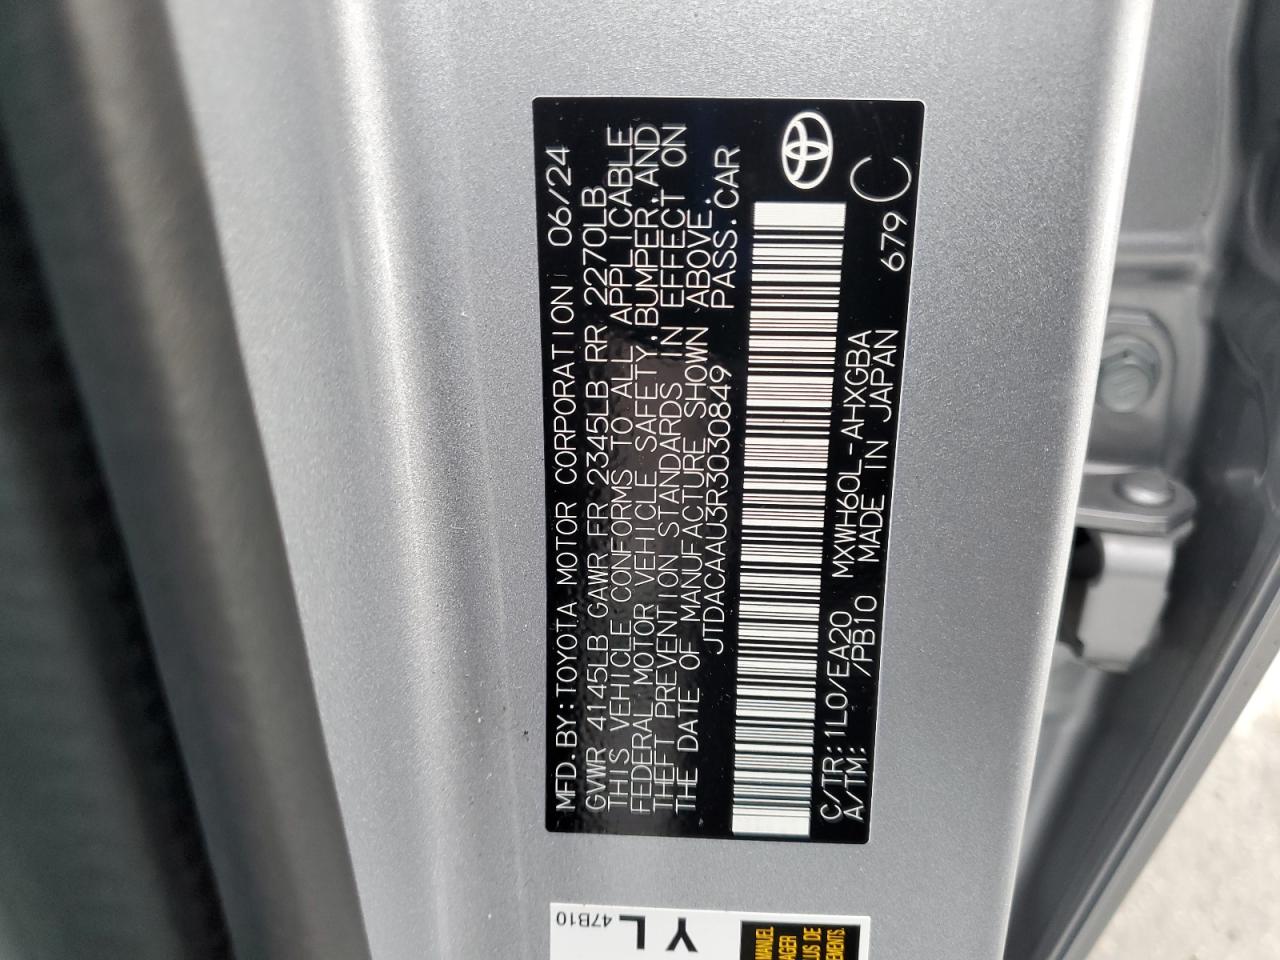 MFD.BY:TOYOTA MOTOR CORPORATION 06/24
GVWR 4145LB GAWR FR 2345LB RR 2270LB
THIS VEHICLE CONFORMS TO ALL APPLICABLE
FEDERAL MOTOR VEHICLE SAFETY,BUMPER,AND
THEFT PREVENTION STANDARDS IN EFFECT ON
THE DATE OF MANUFACTURE SHOWN ABOVE.
JTDACAAU3R3030849 PASS.CAR
C/TR:1L0/EA20 MXWH60L-AHXGBA 679 C
A/TM: /PB10 MADE IN JAPAN
47B10
YL
MANUEL